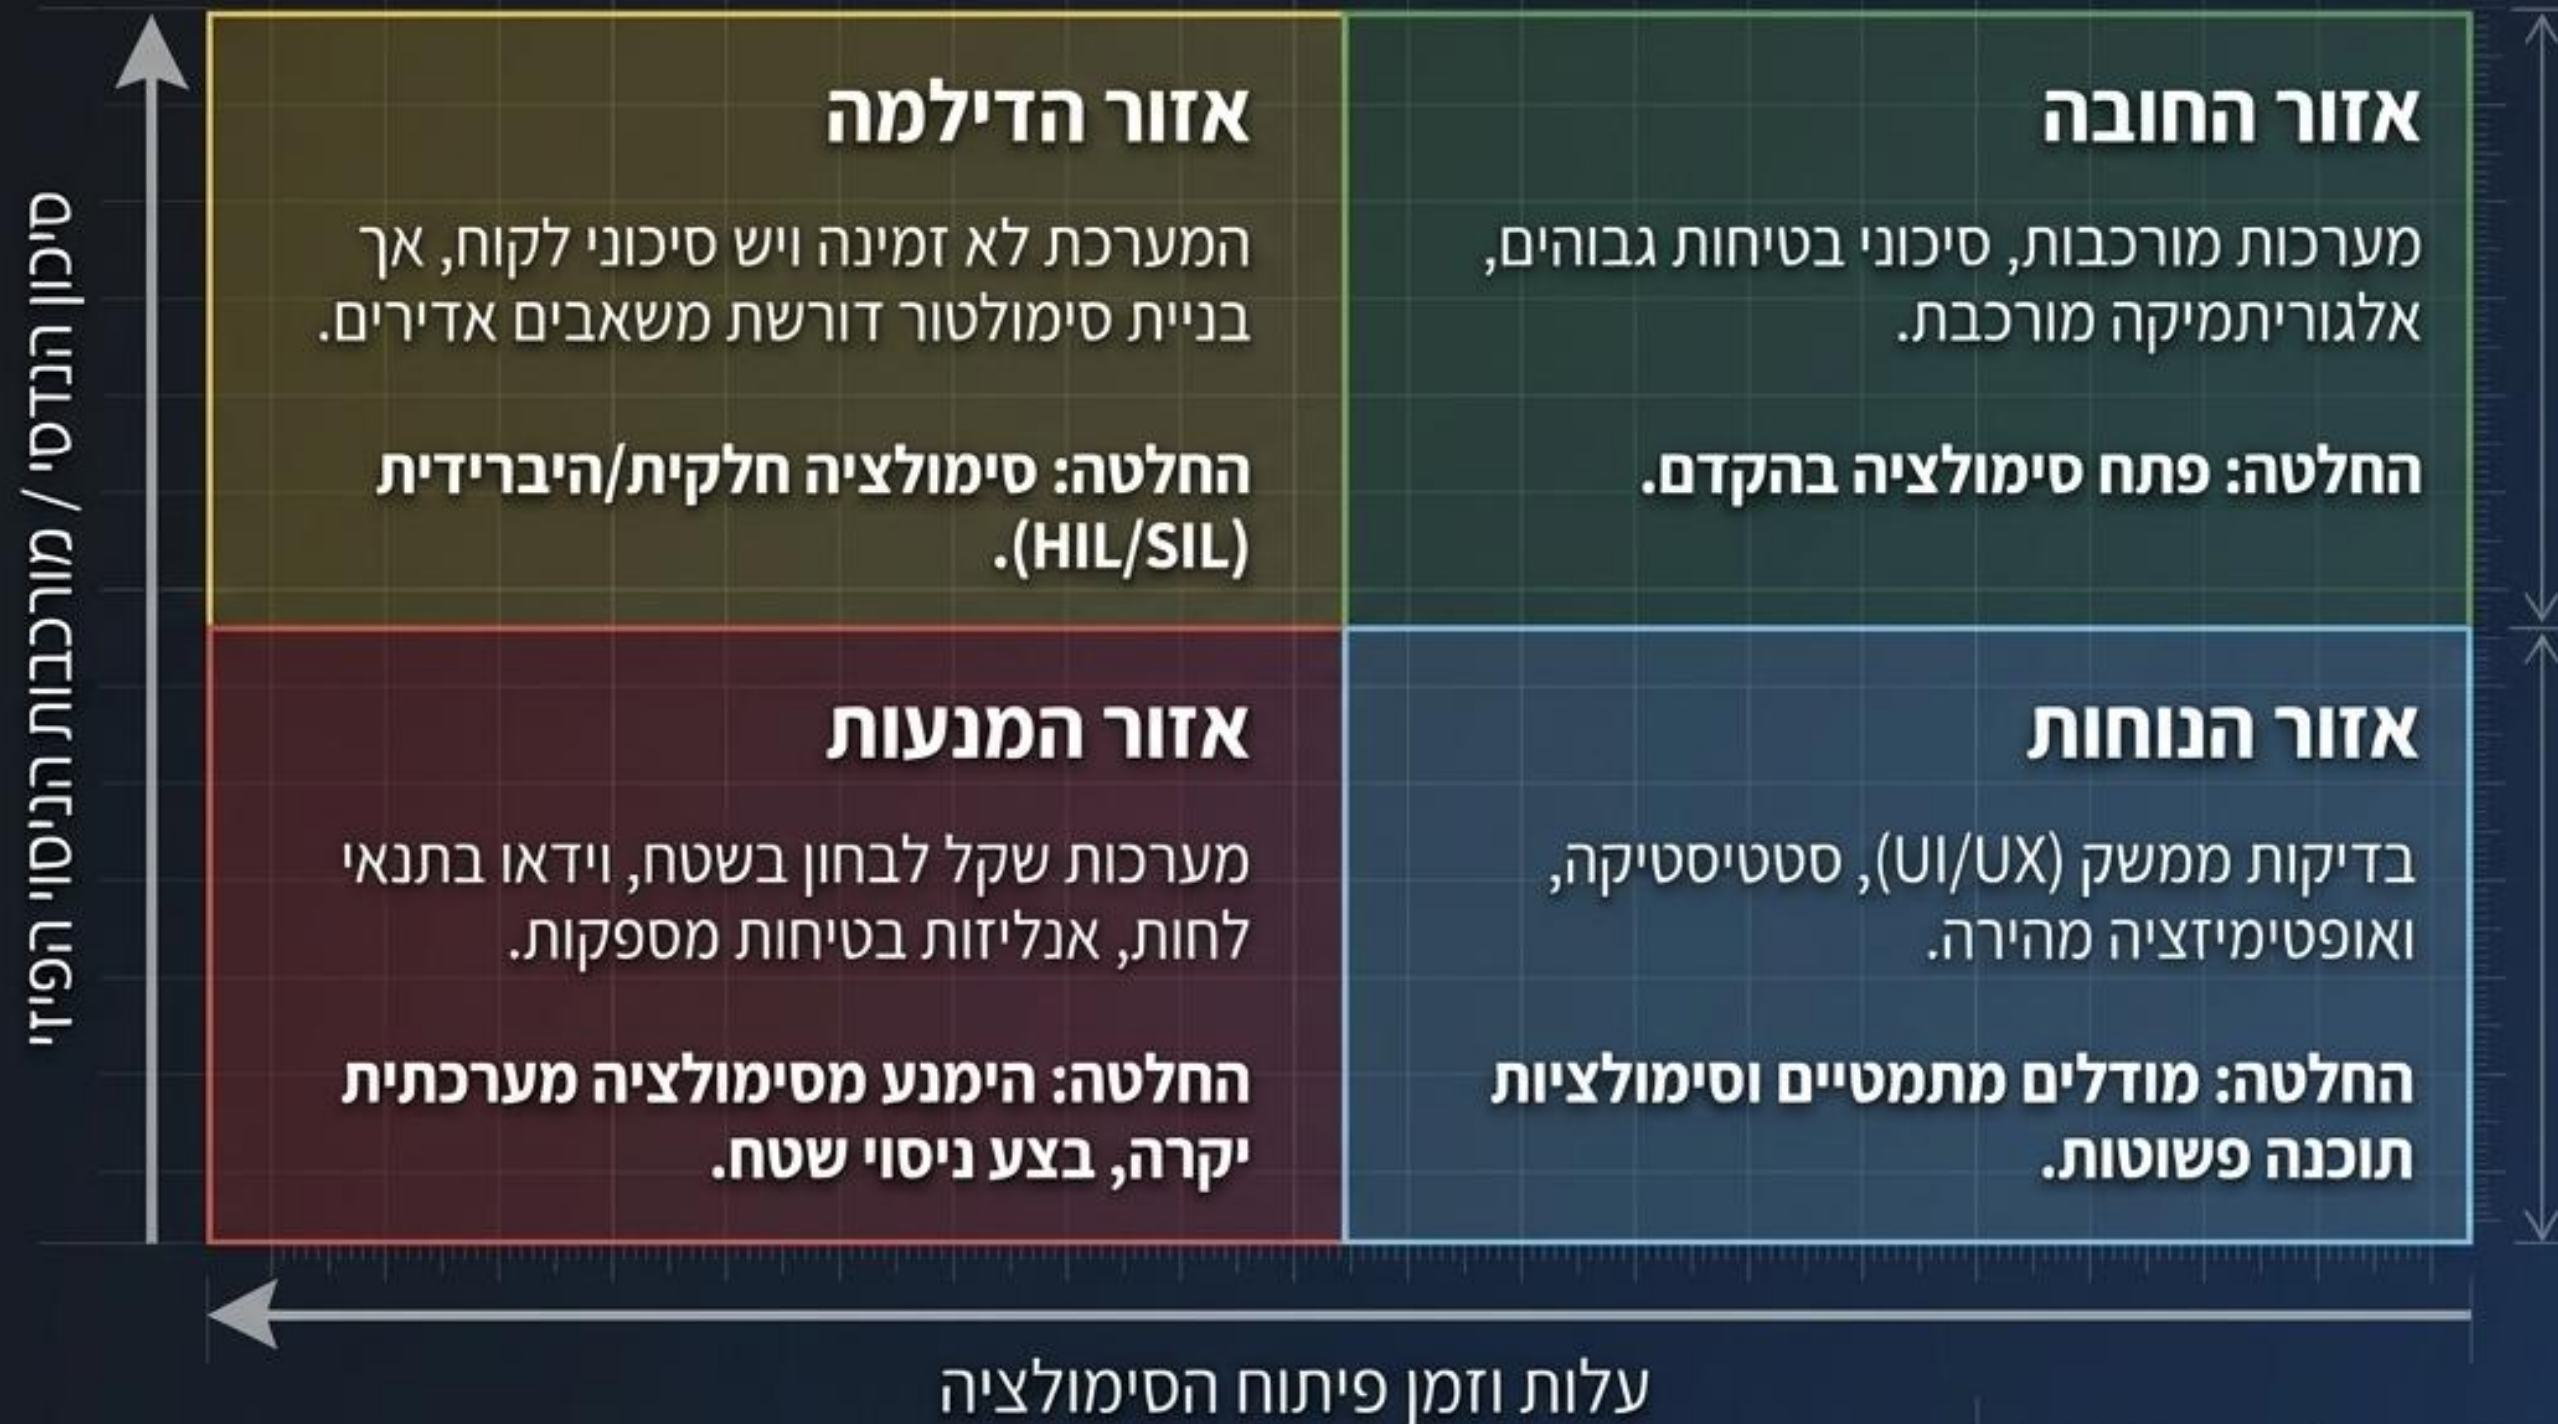 אזור החובה
מערכות מורכבות, סיכוני בטיחות גבוהים,
אלגוריתמיקה מורכבת.
החלטה: פתח סימולציה בהקדם.
אזור הדילמה
המערכת לא זמינה ויש סיכוני לקוח, אך
בניית סימולטור דורשת משאבים אדירים.
החלטה: סימולציה חלקית/היברידית
(HIL/SIL).
אזור הנוחות
בדיקות ממשק (UI/UX), סטטיסטיקה,
ואופטימיזציה מהירה.
החלטה: מודלים מתמטיים וסימולציות
תוכנה פשוטות.
אזור המנעות
מערכות שקל לבחון בשטח, וידאו בתנאי
לחות, אנליזות בטיחות מספקות.
החלטה: הימנע מסימולציה מערכתית
יקרה, בצע ניסוי שטח.
סיכון הנדסי / מורכבות הניסוי הפיזי
עלות וזמן פיתוח הסימולציה